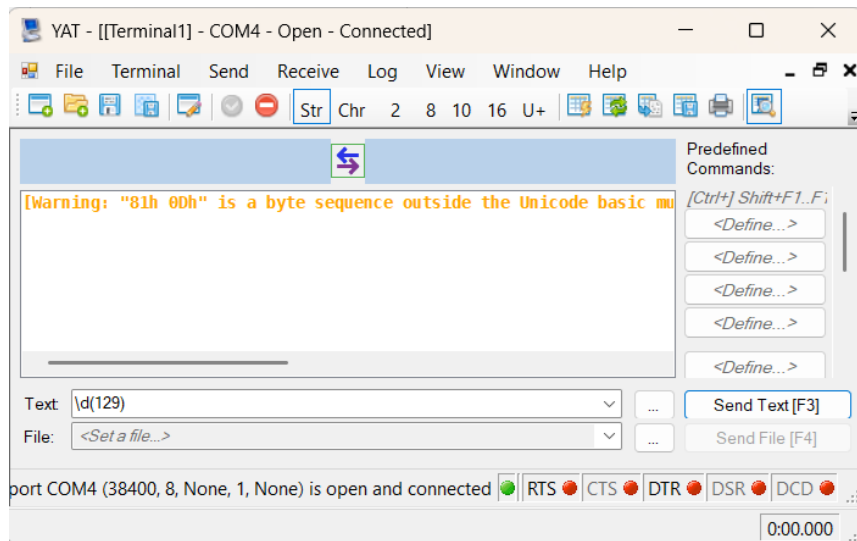 YAT - [[Terminal1] - COM4 - Open - Connected]
File Terminal Send Receive Log View Window Help
Str Chr 2 8 10 16 U+
Predefined
Commands:
[Warning: "81h 0Dh" is a byte sequence outside the Unicode basic mu
[Ctrl+] Shift+F1..F1
<Define...>
<Define...>
<Define...>
<Define...>
<Define...>
Text: \d(129) ... Send Text [F3]
File: <Set a file...> ... Send File [F4]
port COM4 (38400, 8, None, 1, None) is open and connected RTS CTS DTR DSR DCD
0:00.000